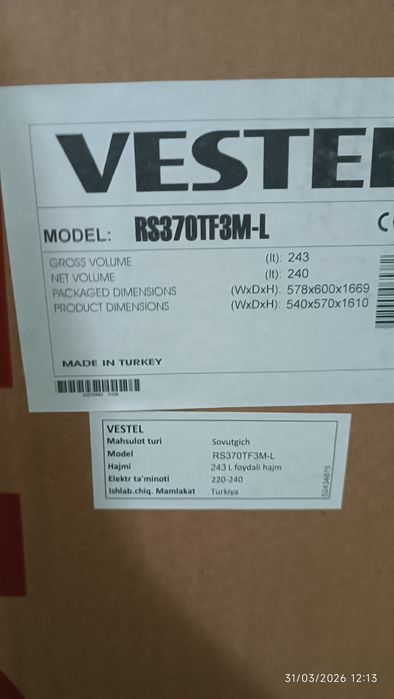 VESTEL
MODEL: RS370TF3M-L
GROSS VOLUME (lt): 243
NET VOLUME (lt): 240
PACKAGED DIMENSIONS (WxDxH): 578x600x1669
PRODUCT DIMENSIONS (WxDxH): 540x570x1610
MADE IN TURKEY
VESTEL
Mahsulot turi Sovutgich
Model RS370TF3M-L
Hajmi 243 L foydali hajm
Elektr ta'minoti 220-240
Ishlab.chiq. Mamlakat Turkiya
31/03/2026 12:13